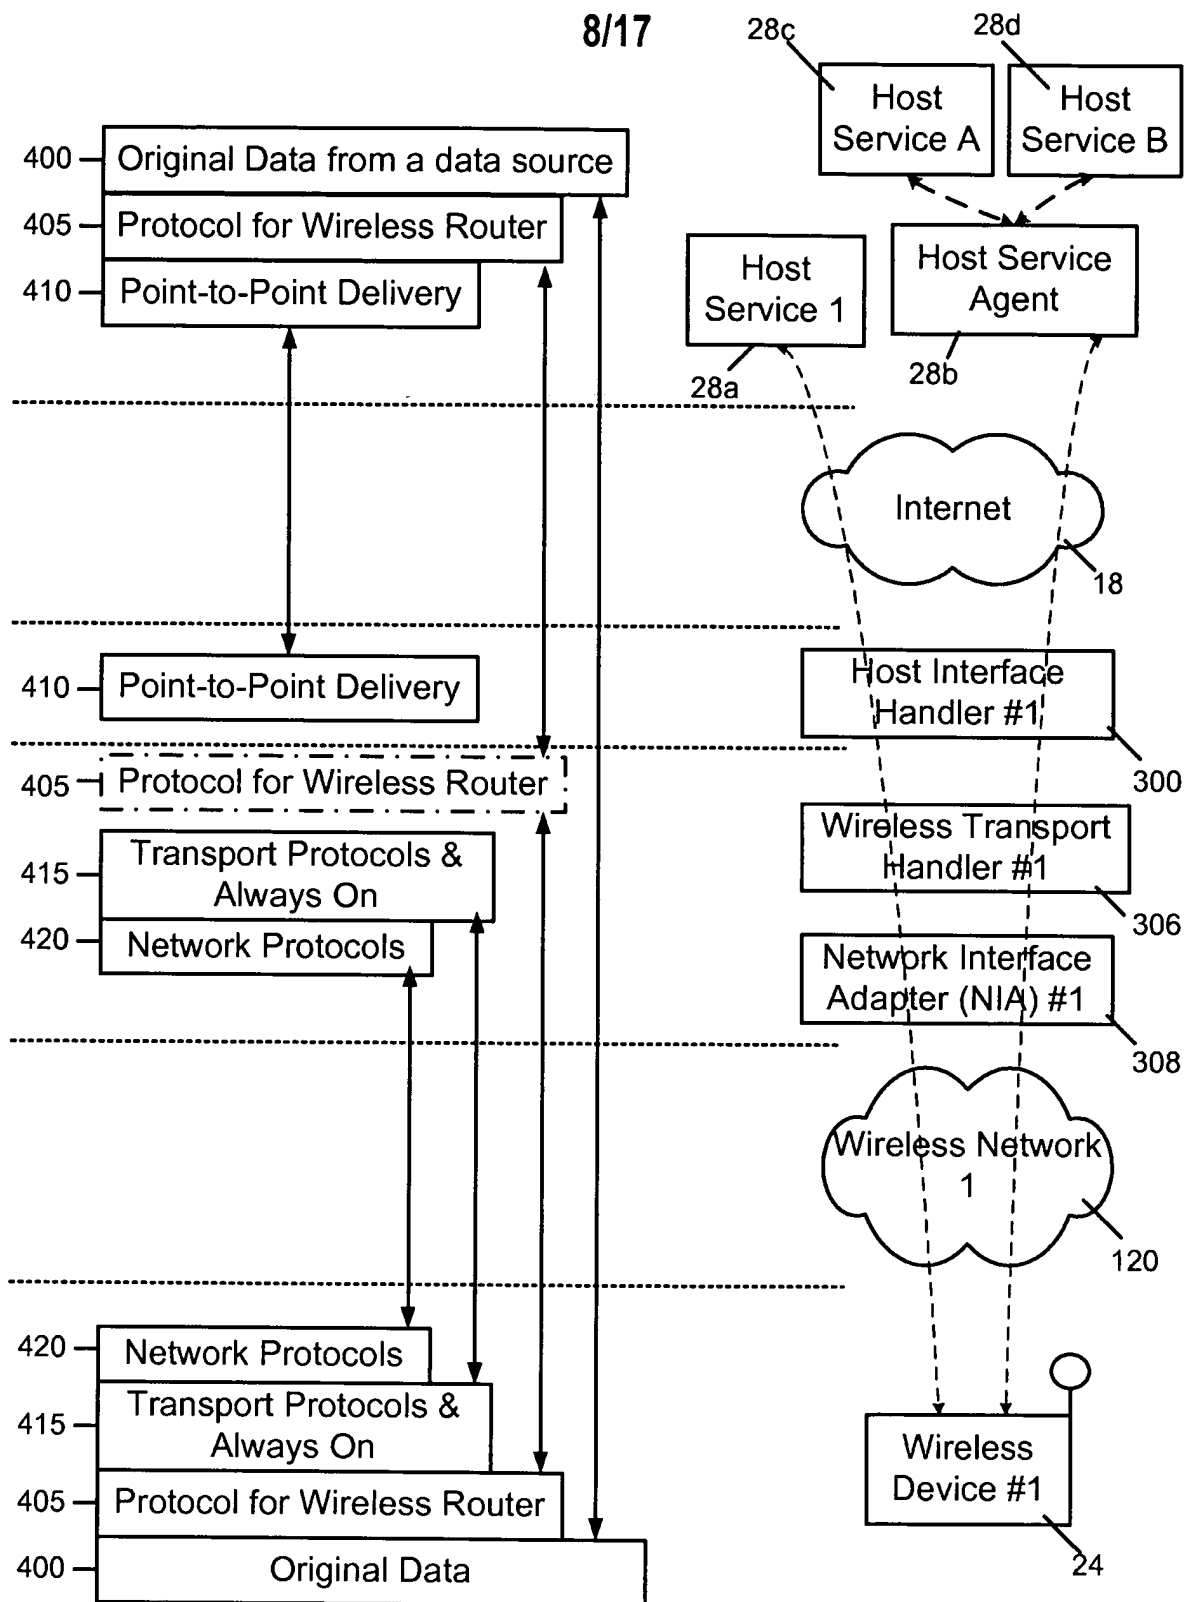 8/17
28c
28d
Host
Service A
Host
Service B
400
Original Data from a data source
405
Protocol for Wireless Router
410
Point-to-Point Delivery
Host
Service 1
Host Service
Agent
28a
28b
Internet
18
410
Point-to-Point Delivery
Host Interface
Handler #1
300
405
Protocol for Wireless Router
415
Transport Protocols &
Always On
Wireless Transport
Handler #1
306
420
Network Protocols
Network Interface
Adapter (NIA) #1
308
Wireless Network
1
120
420
Network Protocols
415
Transport Protocols &
Always On
405
Protocol for Wireless Router
400
Original Data
Wireless
Device #1
24